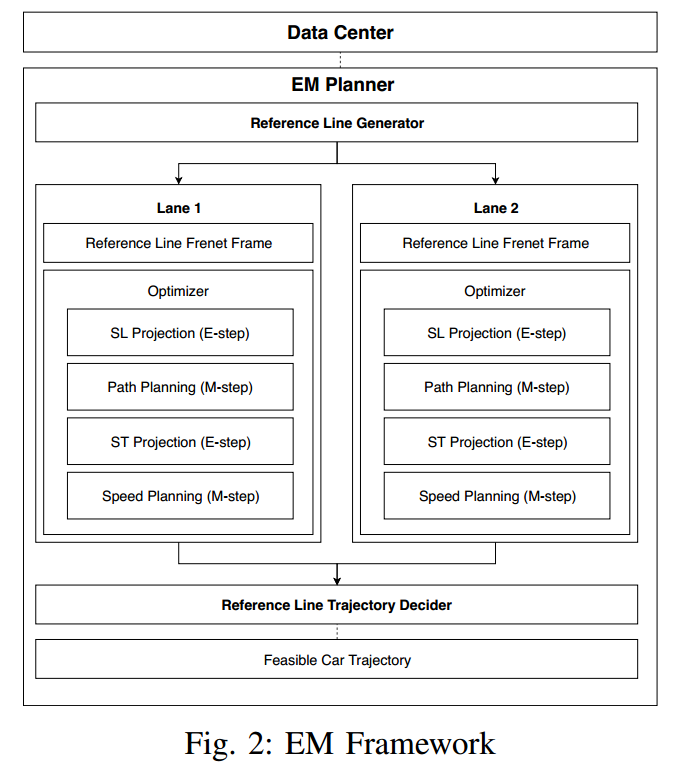 Data Center
EM Planner
Reference Line Generator
Lane 1
Reference Line Frenet Frame
Optimizer
SL Projection (E-step)
Path Planning (M-step)
ST Projection (E-step)
Speed Planning (M-step)
Lane 2
Reference Line Frenet Frame
Optimizer
SL Projection (E-step)
Path Planning (M-step)
ST Projection (E-step)
Speed Planning (M-step)
Reference Line Trajectory Decider
Feasible Car Trajectory
Fig. 2: EM Framework